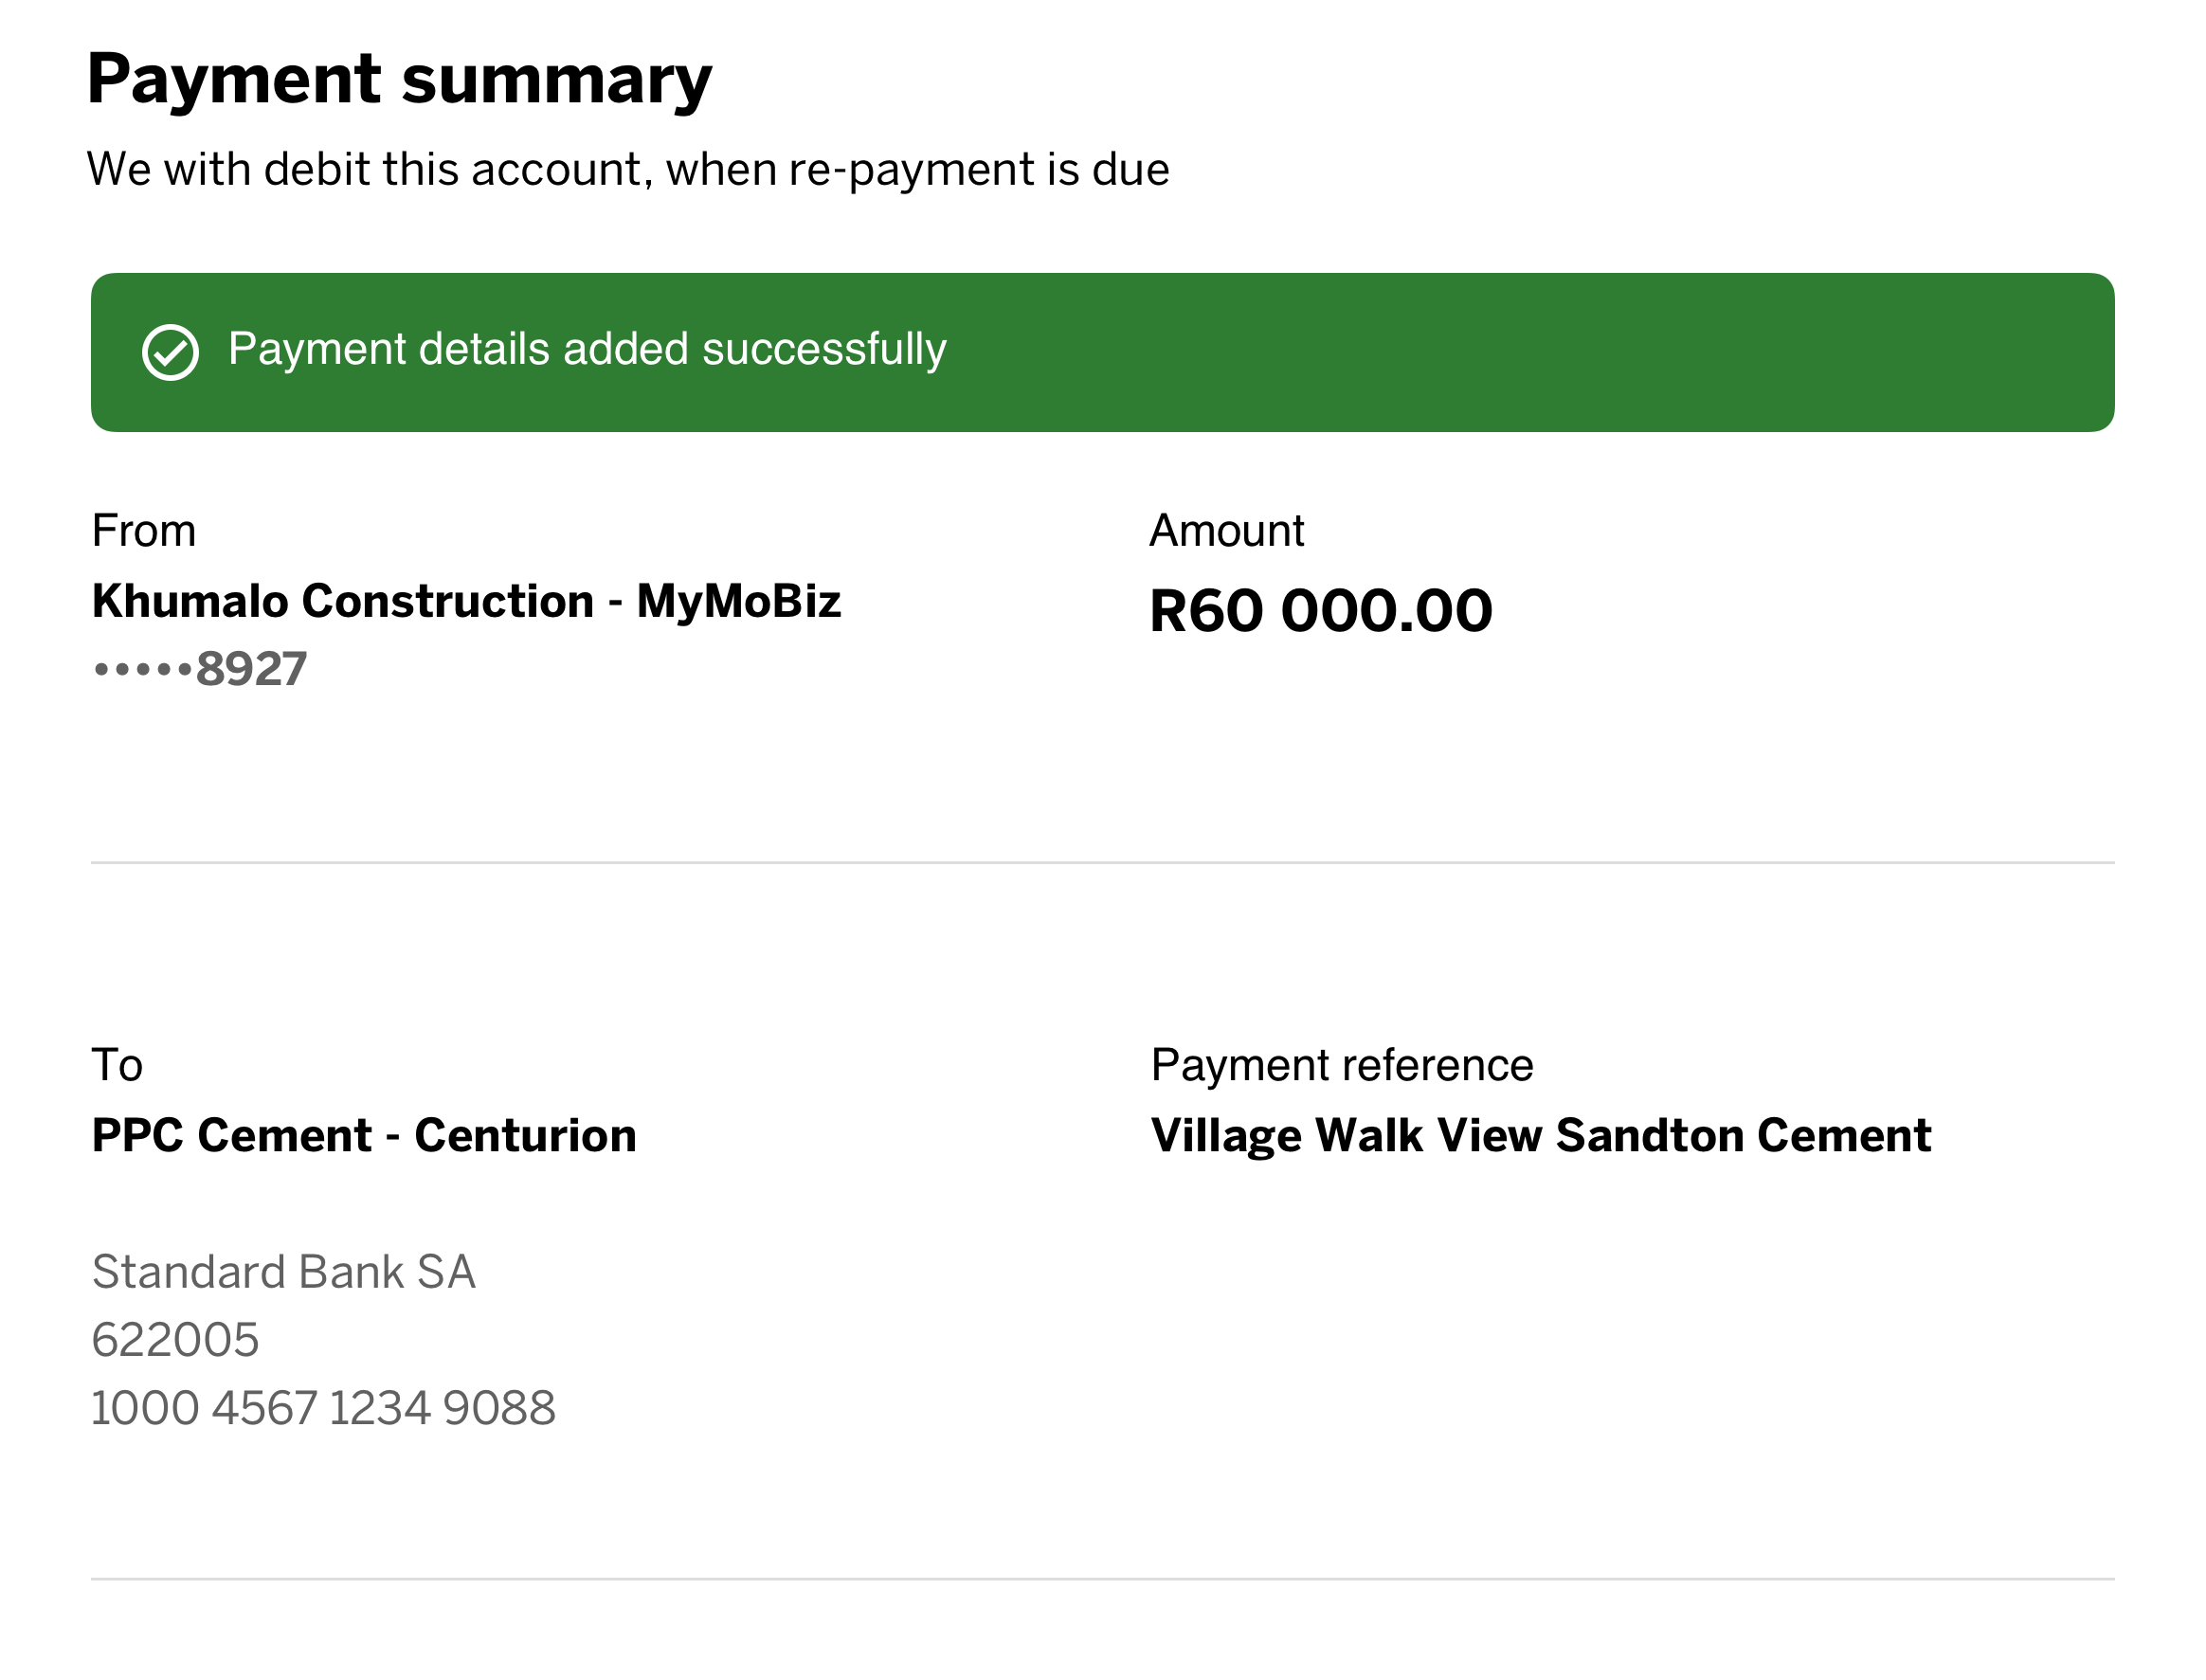 Payment summary
We with debit this account, when re-payment is due
Payment details added successfully
From
Khumalo Construction - MyMoBiz
•••••8927
Amount
R60 000.00
To
PPC Cement - Centurion
Standard Bank SA
622005
1000 4567 1234 9088
Payment reference
Village Walk View Sandton Cement